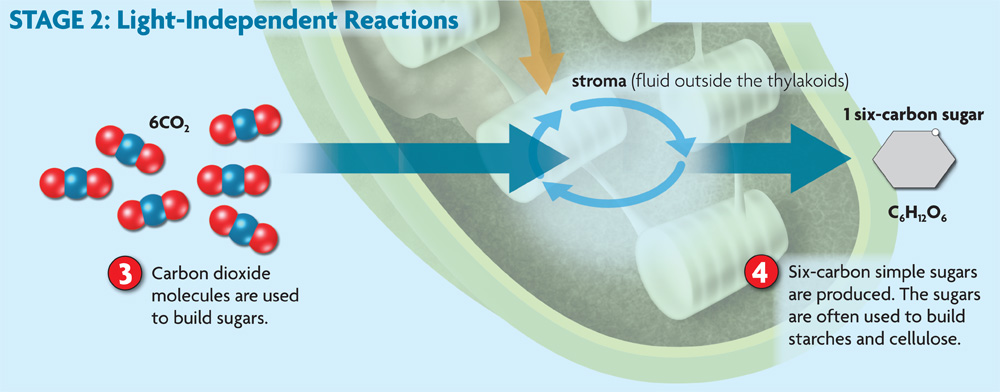 STAGE 2: Light-Independent Reactions
stroma (fluid outside the thylakoids)
6CO₂
1 six-carbon sugar
C₆H₁₂O₆
3 Carbon dioxide
molecules are used
to build sugars.
4 Six-carbon simple sugars
are produced. The sugars
are often used to build
starches and cellulose.